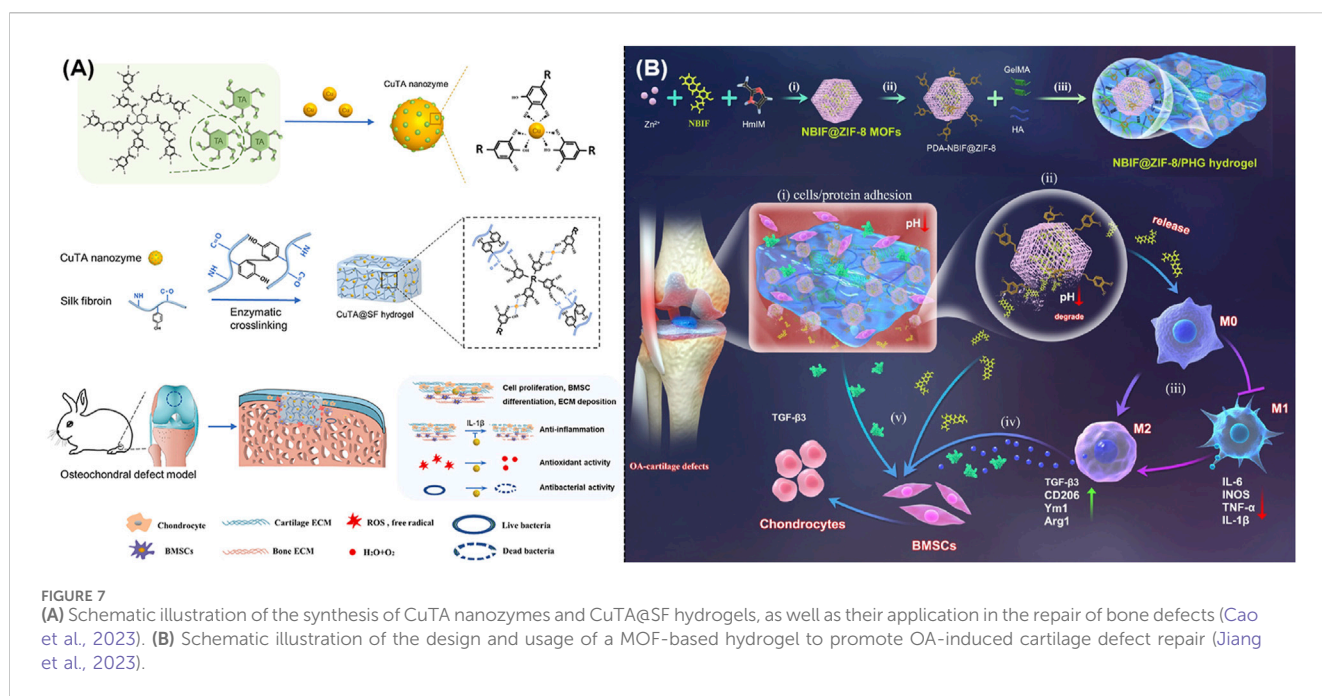 (A)
TA
TA
TA
Cu
Cu
Cu
CuTA nanozyme
R
R
R
Cu
CuTA nanozyme
Silk fibroin
NH
C=O
OH
C=O
NH
HN
C=O
Enzymatic
crosslinking
CuTA@SF hydrogel
R
R
R
R
R
Osteochondral defect model
Cell proliferation, BMSC
differentiation, ECM deposition
IL-1β
Anti-inflammation
Antioxidant activity
Antibacterial activity
Chondrocyte
Cartilage ECM
ROS , free radical
Live bacteria
BMSCs
Bone ECM
H2O+O2
Dead bacteria
(B)
Zn²⁺
NBIF
HmIM
(i)
NBIF@ZIF-8 MOFs
(ii)
PDA-NBIF@ZIF-8
GelMA
HA
(iii)
NBIF@ZIF-8/PHG hydrogel
(i) cells/protein adhesion
pH
(ii)
pH
degrade
release
M0
(iii)
M1
M2
(iv)
(v)
OA-cartilage defects
TGF-β3
Chondrocytes
BMSCs
TGF-β3
CD206
Ym1
Arg1
IL-6
INOS
TNF-α
IL-1β
FIGURE 7
(A) Schematic illustration of the synthesis of CuTA nanozymes and CuTA@SF hydrogels, as well as their application in the repair of bone defects (Cao
et al., 2023). (B) Schematic illustration of the design and usage of a MOF-based hydrogel to promote OA-induced cartilage defect repair (Jiang
et al., 2023).